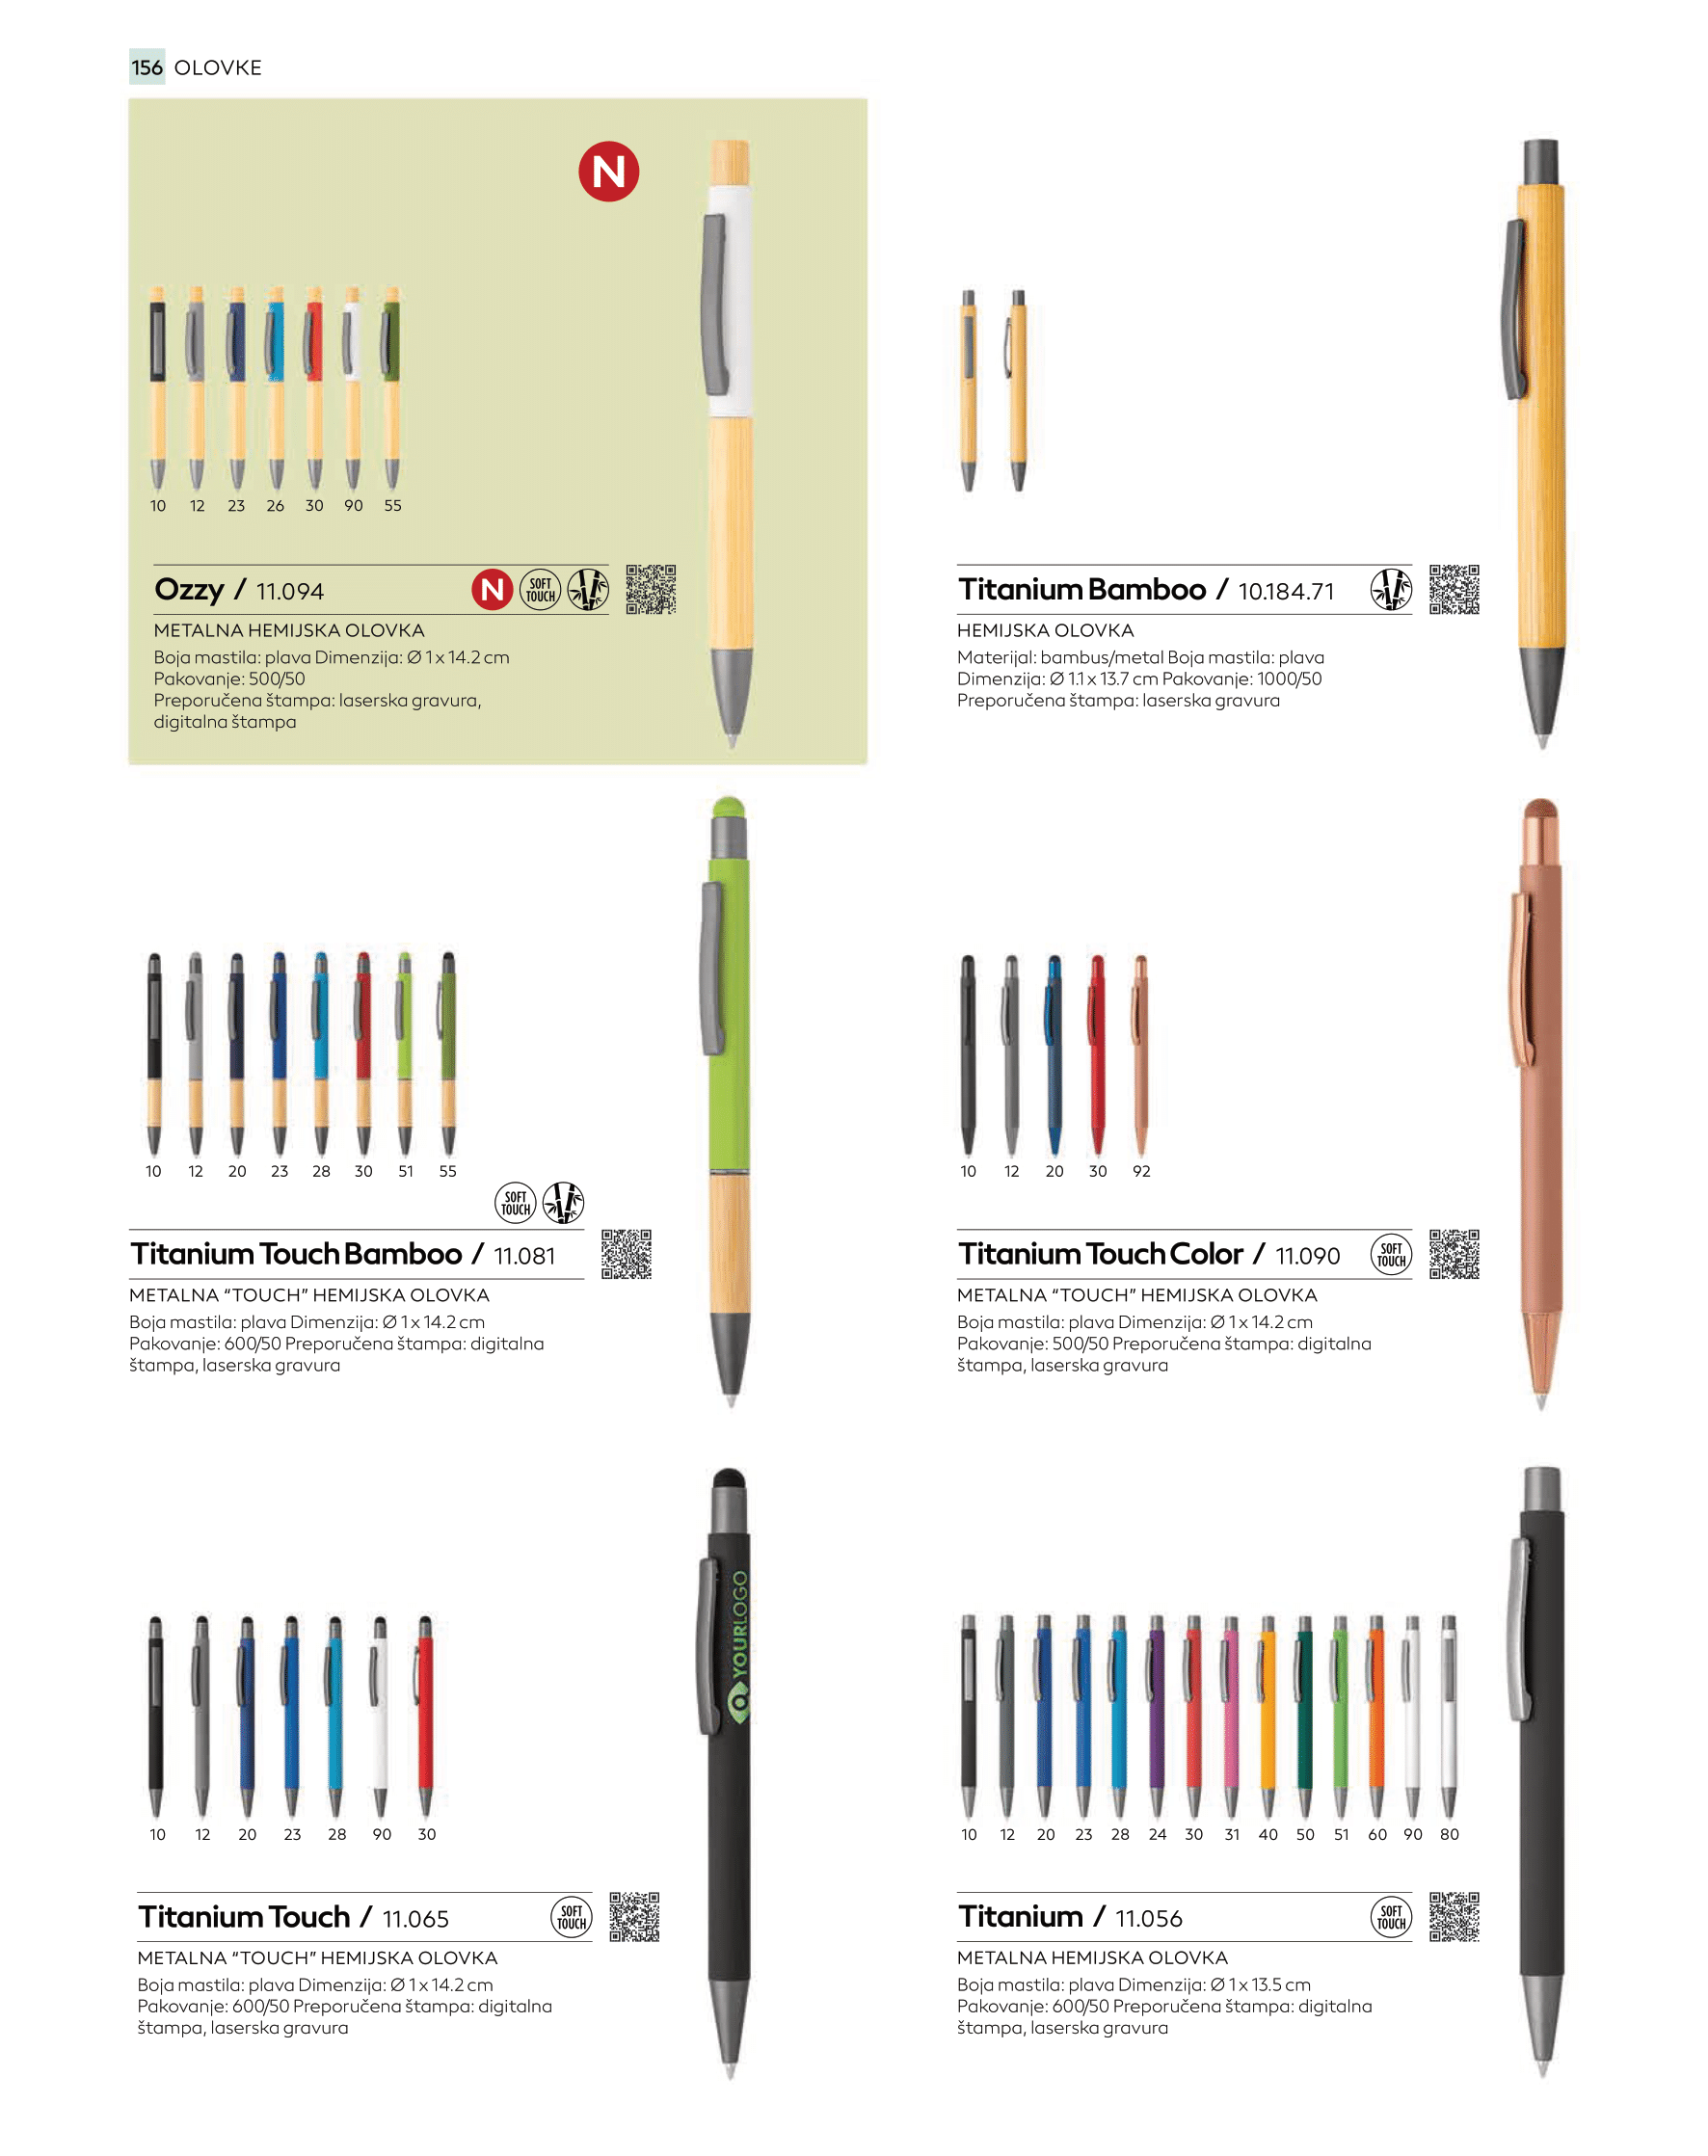 156 OLOVKE
N
10 12 23 26 30 90 55
Ozzy / 11.094 N SOFT TOUCH
METALNA HEMIJSKA OLOVKA
Boja mastila: plava Dimenzija: Ø 1 x 14.2 cm
Pakovanje: 500/50
Preporučena štampa: laserska gravura,
digitalna štampa
Titanium Bamboo / 10.184.71
HEMIJSKA OLOVKA
Materijal: bambus/metal Boja mastila: plava
Dimenzija: Ø 1.1 x 13.7 cm Pakovanje: 1000/50
Preporučena štampa: laserska gravura
10 12 20 23 28 30 51 55
SOFT TOUCH
Titanium Touch Bamboo / 11.081
METALNA “TOUCH” HEMIJSKA OLOVKA
Boja mastila: plava Dimenzija: Ø 1 x 14.2 cm
Pakovanje: 600/50 Preporučena štampa: digitalna
štampa, laserska gravura
10 12 20 30 92
Titanium Touch Color / 11.090 SOFT TOUCH
METALNA “TOUCH” HEMIJSKA OLOVKA
Boja mastila: plava Dimenzija: Ø 1 x 14.2 cm
Pakovanje: 500/50 Preporučena štampa: digitalna
štampa, laserska gravura
YOURLOGO
10 12 20 23 28 90 30
Titanium Touch / 11.065 SOFT TOUCH
METALNA “TOUCH” HEMIJSKA OLOVKA
Boja mastila: plava Dimenzija: Ø 1 x 14.2 cm
Pakovanje: 600/50 Preporučena štampa: digitalna
štampa, laserska gravura
10 12 20 23 28 24 30 31 40 50 51 60 90 80
Titanium / 11.056 SOFT TOUCH
METALNA HEMIJSKA OLOVKA
Boja mastila: plava Dimenzija: Ø 1 x 13.5 cm
Pakovanje: 600/50 Preporučena štampa: digitalna
štampa, laserska gravura